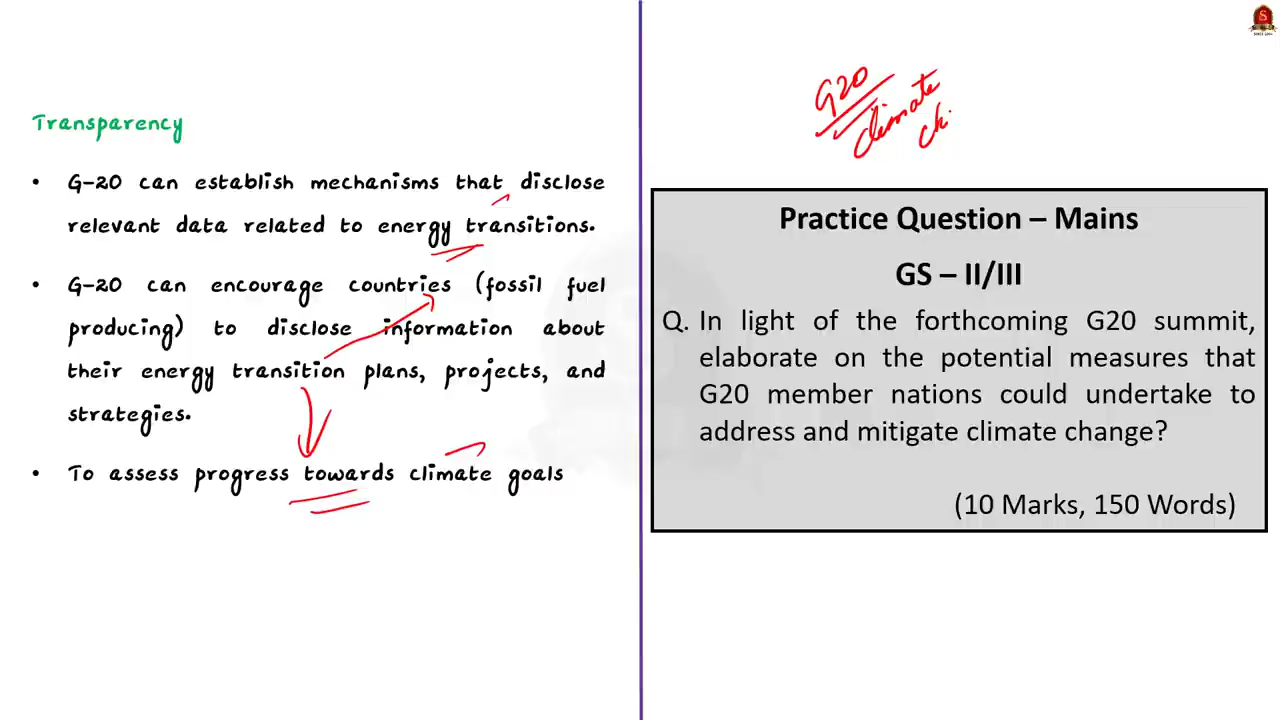 Transparency
• G-20 can establish mechanisms that disclose
relevant data related to energy transitions.
• G-20 can encourage countries (fossil fuel
producing) to disclose information about
their energy transition plans, projects, and
strategies.
• To assess progress towards climate goals
G20
climate
ch.
Practice Question – Mains
GS – II/III
Q. In light of the forthcoming G20 summit,
elaborate on the potential measures that
G20 member nations could undertake to
address and mitigate climate change?
(10 Marks, 150 Words)